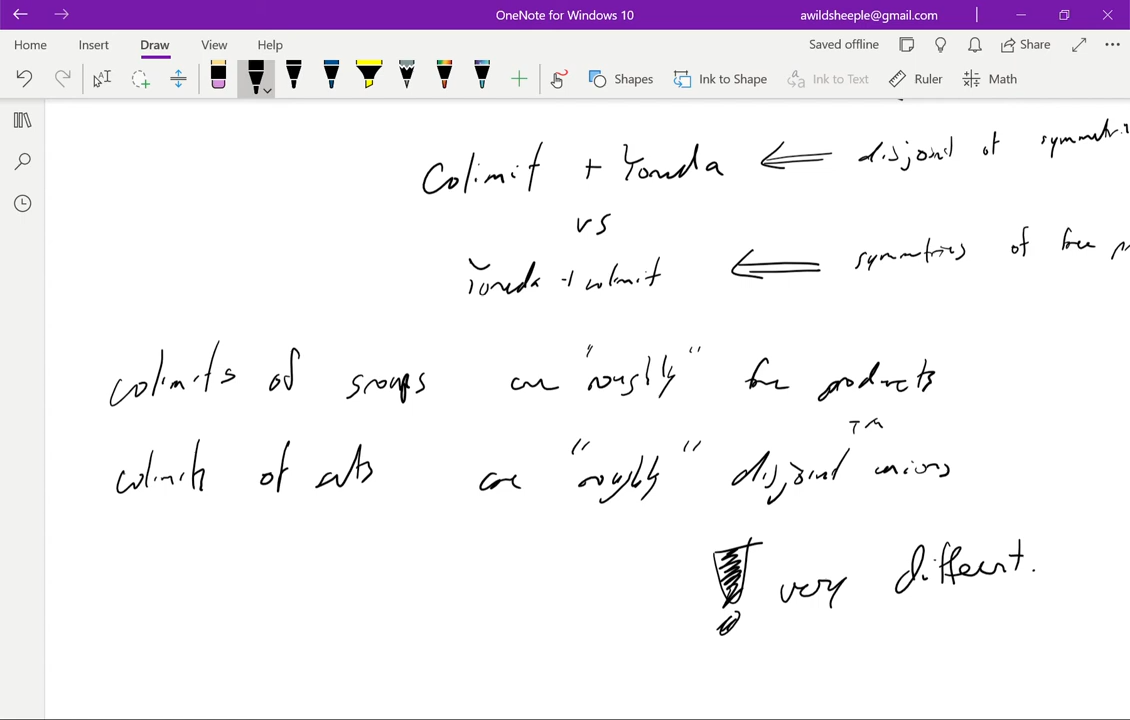 OneNote for Windows 10
awildsheeple@gmail.com
Home Insert Draw View Help
Saved offline
Share
Shapes
Ink to Shape
Ink to Text
Ruler
Math
Colimit + Yoneda ⇐ disjoint of symmetri
vs
Yoneda + colimit ⇐ symmetries of free
colimits of groups are "roughly" free products
colimits of sets are "roughly" disjoint unions
! very different.